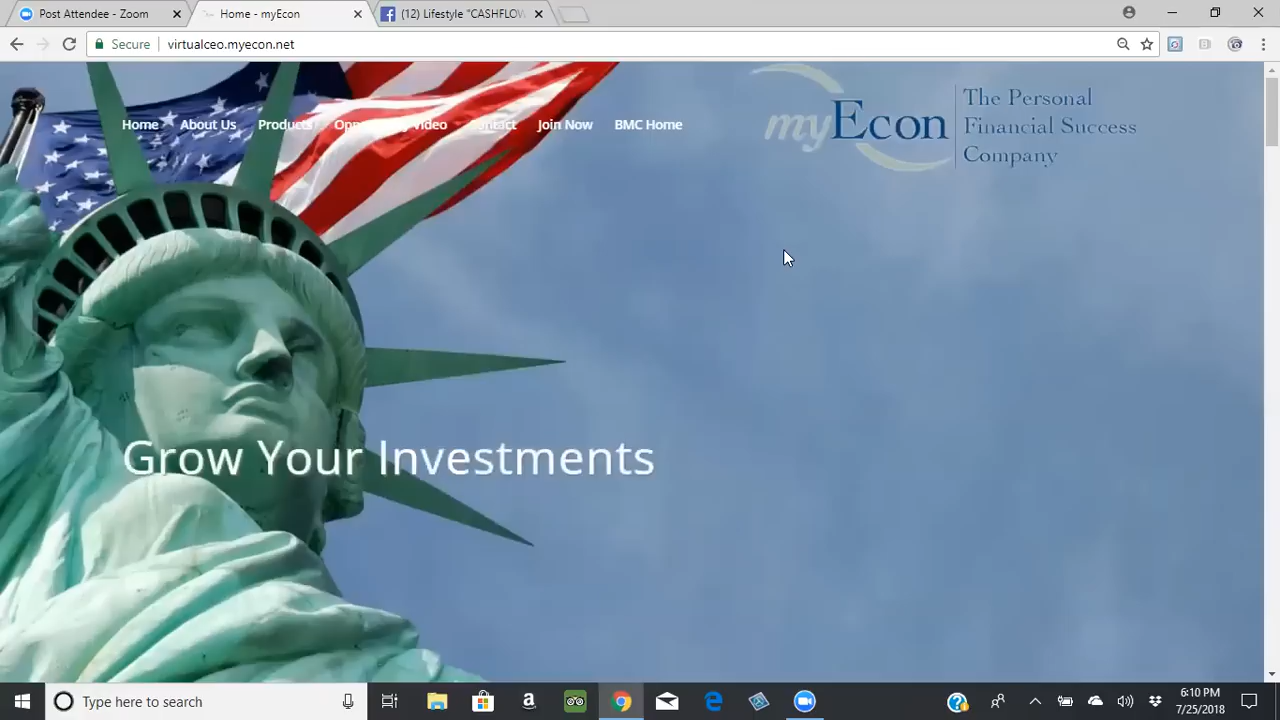 Post Attendee - Zoom
Home - myEcon
(12) Lifestyle "CASHFLOW
Secure
virtualceo.myecon.net
Home
About Us
Products
Opportunity Video
Contact
Join Now
BMC Home
myEcon
The Personal
Financial Success
Company
Grow Your Investments
Type here to search
6:10 PM
7/25/2018